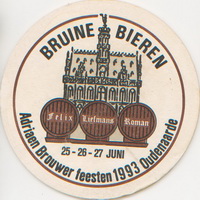 BRUINE BIEREN
Felix
Liefmans
Roman
25-26-27 JUNI
Adriaen Brouwer feesten 1993 Oudenaarde